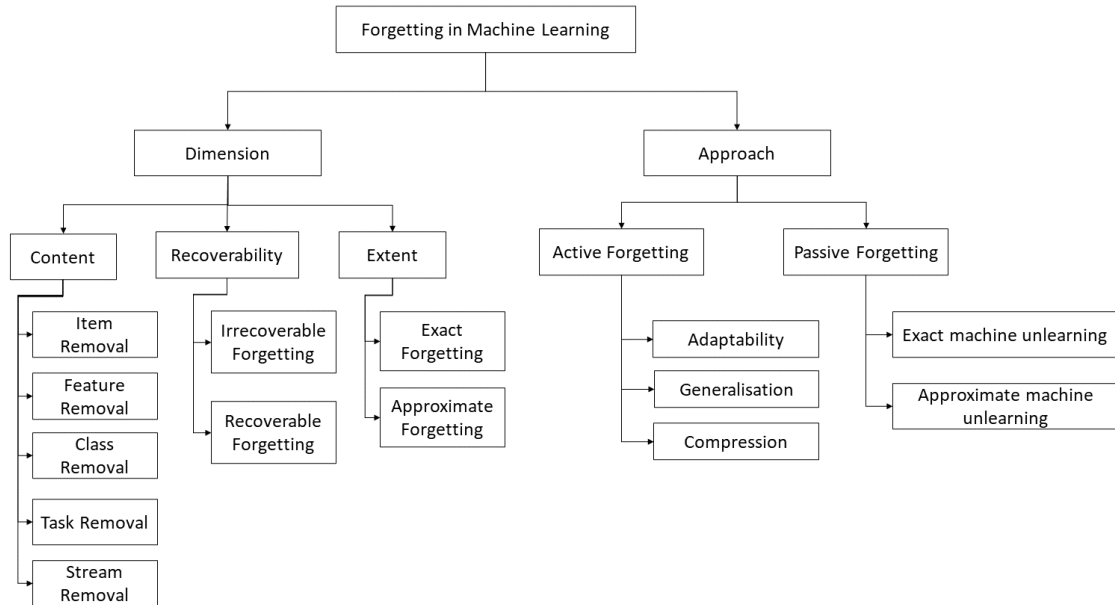 Forgetting in Machine Learning
Dimension
Approach
Content
Recoverability
Extent
Active Forgetting
Passive Forgetting
Item
Removal
Feature
Removal
Class
Removal
Task Removal
Stream
Removal
Irrecoverable
Forgetting
Recoverable
Forgetting
Exact
Forgetting
Approximate
Forgetting
Adaptability
Generalisation
Compression
Exact machine unlearning
Approximate machine
unlearning